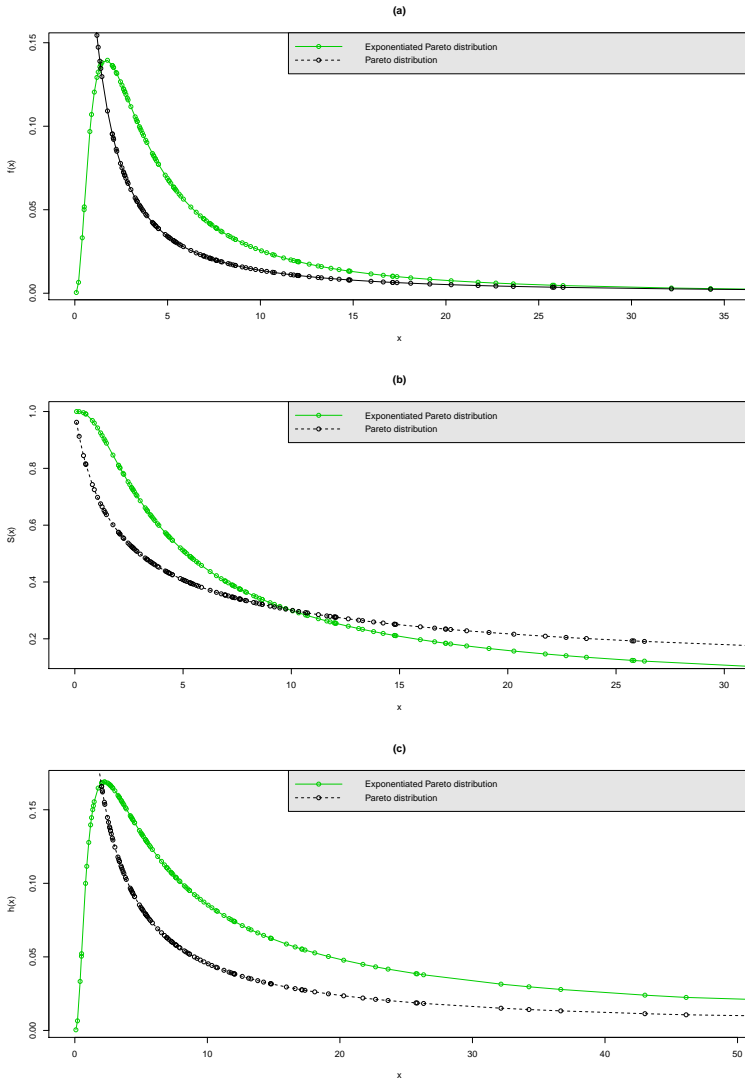 (a)
Exponentiated Pareto distribution
Pareto distribution
f(x)
0.00 0.05 0.10 0.15
0 5 10 15 20 25 30 35
x
(b)
Exponentiated Pareto distribution
Pareto distribution
S(x)
0.2 0.4 0.6 0.8 1.0
0 5 10 15 20 25 30
x
(c)
Exponentiated Pareto distribution
Pareto distribution
h(x)
0.00 0.05 0.10 0.15
0 10 20 30 40 50
x